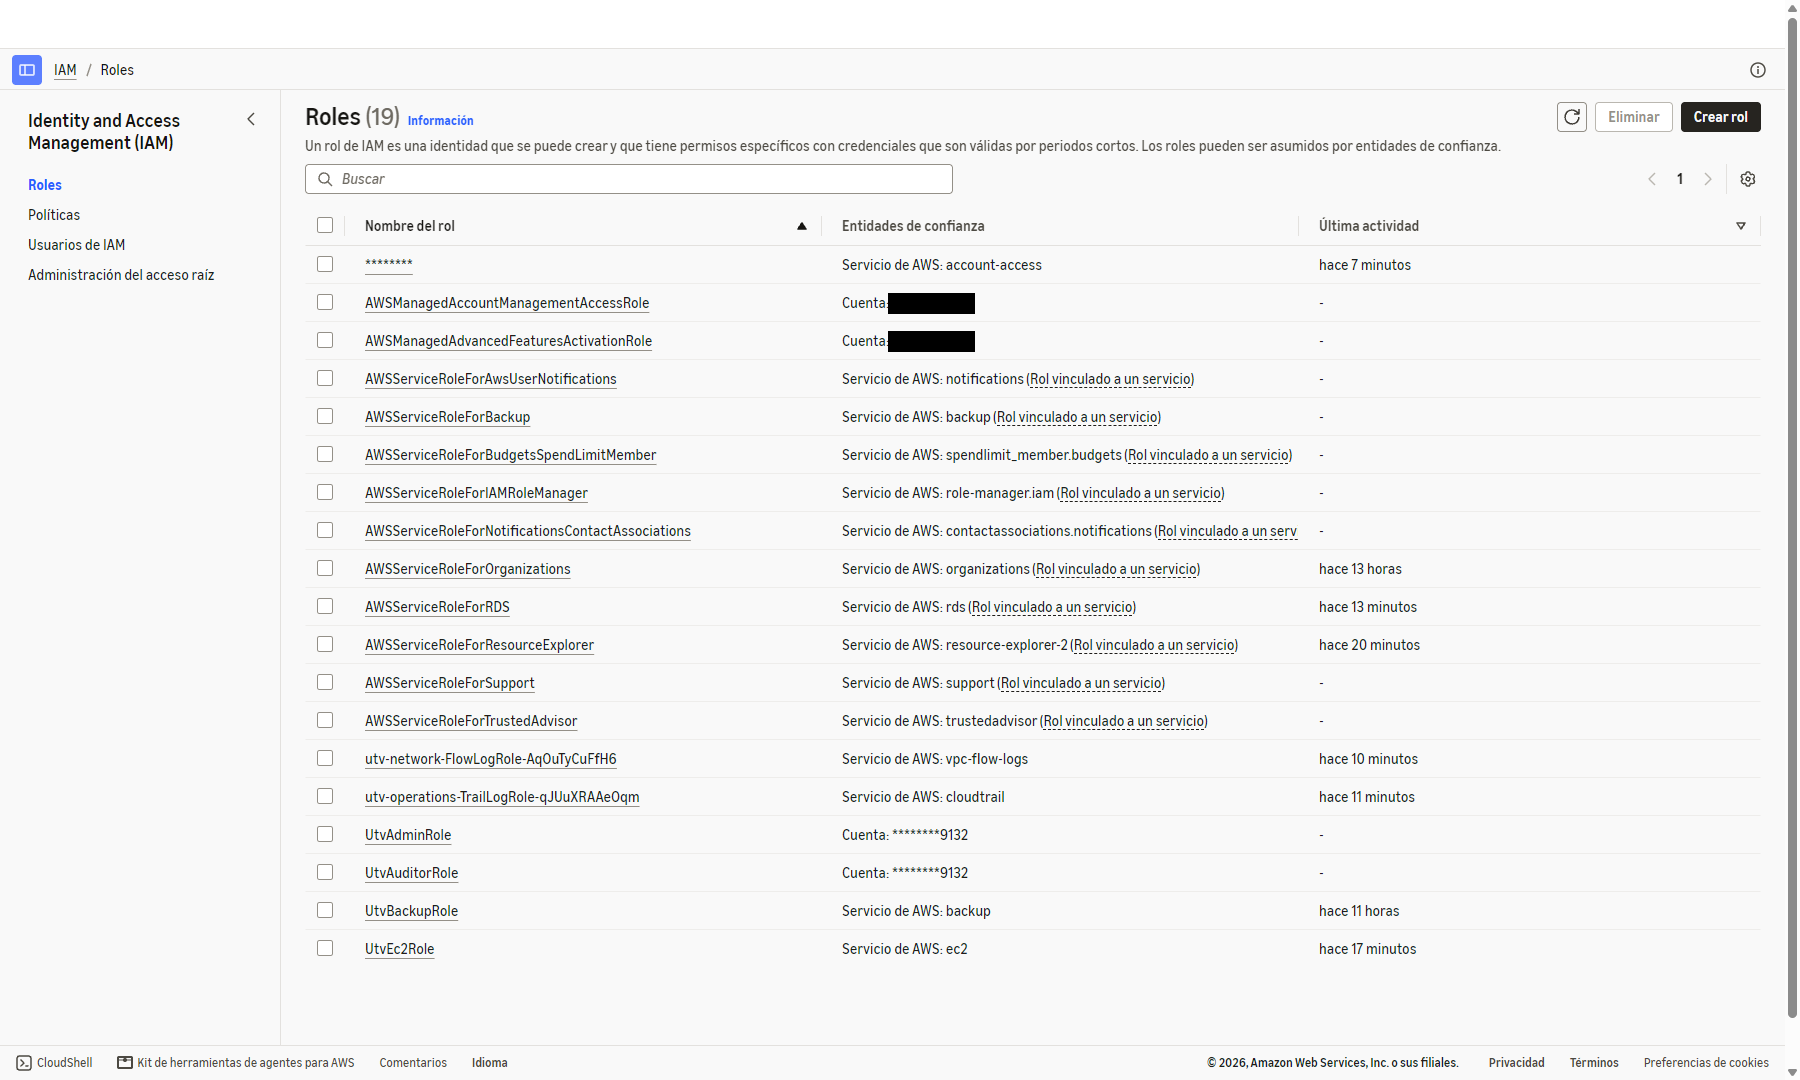 IAM / Roles
Identity and Access
Management (IAM)
Roles
Políticas
Usuarios de IAM
Administración del acceso raíz
Roles (19) Información
Eliminar
Crear rol
Un rol de IAM es una identidad que se puede crear y que tiene permisos específicos con credenciales que son válidas por periodos cortos. Los roles pueden ser asumidos por entidades de confianza.
Buscar
1
Nombre del rol Entidades de confianza Última actividad
******** Servicio de AWS: account-access hace 7 minutos
AWSManagedAccountManagementAccessRole Cuenta: -
AWSManagedAdvancedFeaturesActivationRole Cuenta: -
AWSServiceRoleForAwsUserNotifications Servicio de AWS: notifications (Rol vinculado a un servicio) -
AWSServiceRoleForBackup Servicio de AWS: backup (Rol vinculado a un servicio) -
AWSServiceRoleForBudgetsSpendLimitMember Servicio de AWS: spendlimit_member.budgets (Rol vinculado a un servicio) -
AWSServiceRoleForIAMRoleManager Servicio de AWS: role-manager.iam (Rol vinculado a un servicio) -
AWSServiceRoleForNotificationsContactAssociations Servicio de AWS: contactassociations.notifications (Rol vinculado a un serv -
AWSServiceRoleForOrganizations Servicio de AWS: organizations (Rol vinculado a un servicio) hace 13 horas
AWSServiceRoleForRDS Servicio de AWS: rds (Rol vinculado a un servicio) hace 13 minutos
AWSServiceRoleForResourceExplorer Servicio de AWS: resource-explorer-2 (Rol vinculado a un servicio) hace 20 minutos
AWSServiceRoleForSupport Servicio de AWS: support (Rol vinculado a un servicio) -
AWSServiceRoleForTrustedAdvisor Servicio de AWS: trustedadvisor (Rol vinculado a un servicio) -
utv-network-FlowLogRole-AqOuTyCuFfH6 Servicio de AWS: vpc-flow-logs hace 10 minutos
utv-operations-TrailLogRole-qJUuXRAAeOqm Servicio de AWS: cloudtrail hace 11 minutos
UtvAdminRole Cuenta: ********9132 -
UtvAuditorRole Cuenta: ********9132 -
UtvBackupRole Servicio de AWS: backup hace 11 horas
UtvEc2Role Servicio de AWS: ec2 hace 17 minutos
CloudShell Kit de herramientas de agentes para AWS Comentarios Idioma © 2026, Amazon Web Services, Inc. o sus filiales. Privacidad Términos Preferencias de cookies